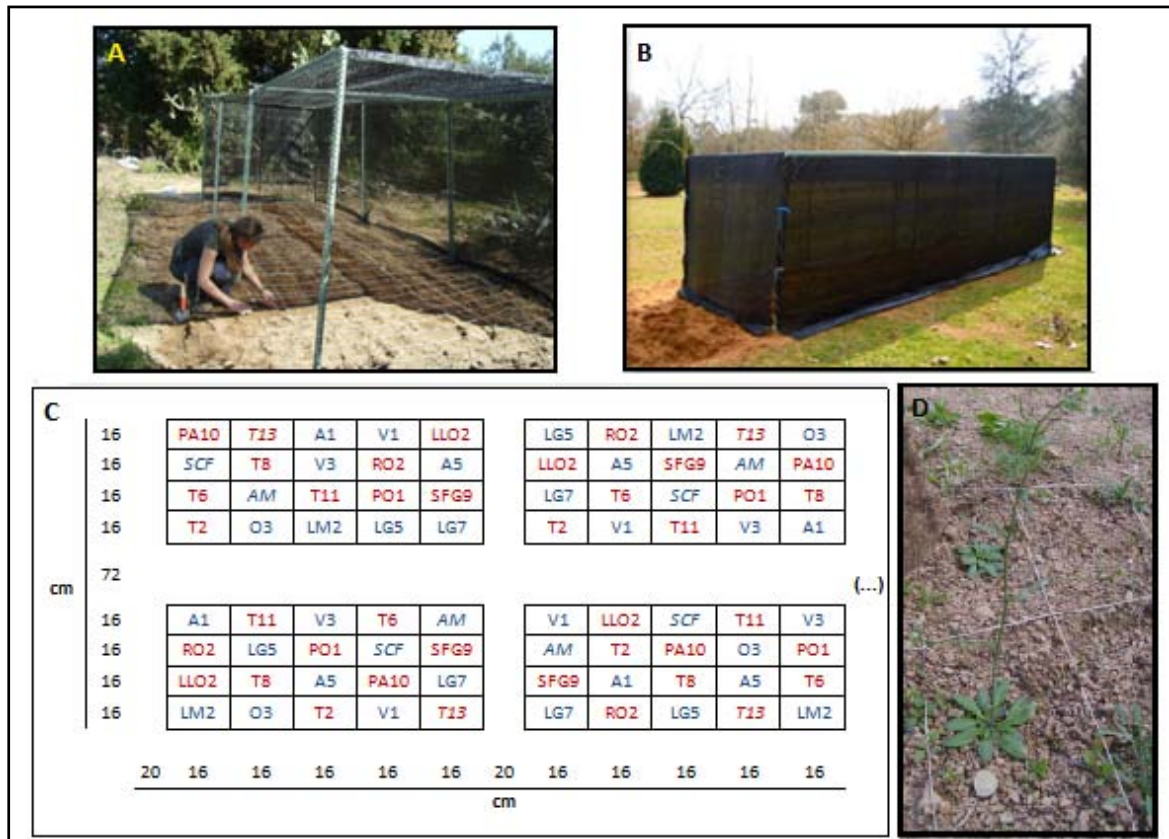 A
B
C
16 PA10 T13 A1 V1 LLO2 LG5 RO2 LM2 T13 O3
16 SCF T8 V3 RO2 A5 LLO2 A5 SFG9 AM PA10
16 T6 AM T11 PO1 SFG9 LG7 T6 SCF PO1 T8
16 T2 O3 LM2 LG5 LG7 T2 V1 T11 V3 A1
72
cm (...)
16 A1 T11 V3 T6 AM V1 LLO2 SCF T11 V3
16 RO2 LG5 PO1 SCF SFG9 AM T2 PA10 O3 PO1
16 LLO2 T8 A5 PA10 LG7 SFG9 A1 T8 A5 T6
16 LM2 O3 T2 V1 T13 LG7 RO2 LG5 T13 LM2
20 16 16 16 16 16 20 16 16 16 16 16
cm
D